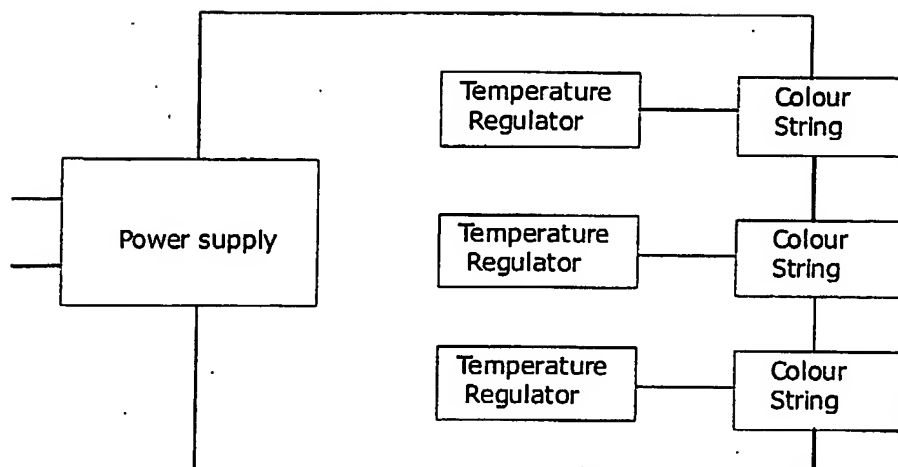 Temperature
Regulator
Colour
String
Power supply
Temperature
Regulator
Colour
String
Temperature
Regulator
Colour
String